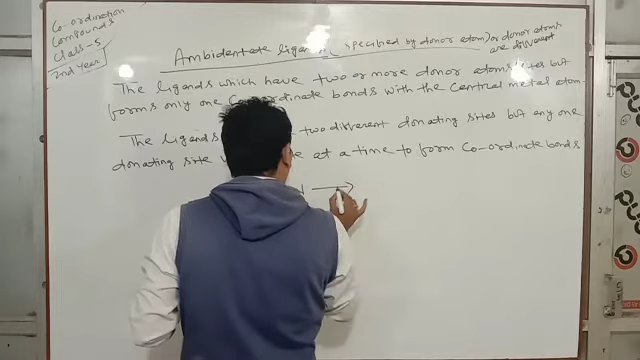 Co-ordination
Compounds
Class-5
2nd Year
Ambidentate ligand (specified by donor atom) or donor atoms
are different
The ligands which have two or more donor atoms/sites but
forms only one Co-ordinate bonds with the Central metal atom
The ligands two different donating sites but any one
donating site at a time to form Co-ordinate bonds